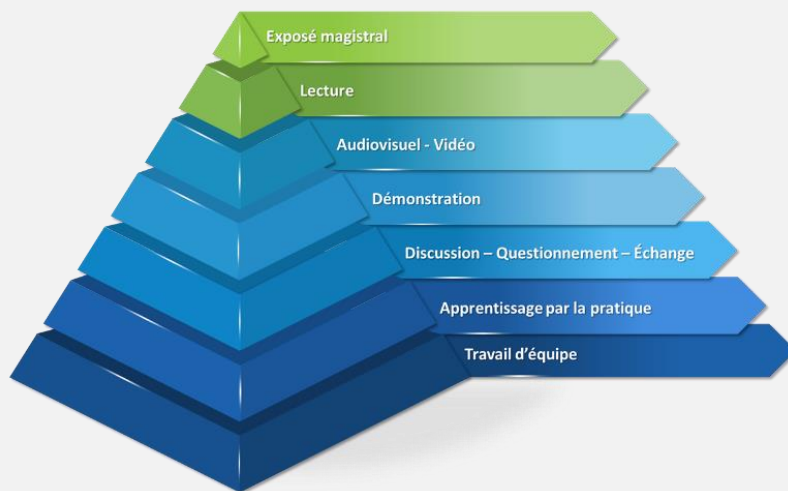 Exposé magistral
Lecture
Audiovisuel - Vidéo
Démonstration
Discussion – Questionnement – Échange
Apprentissage par la pratique
Travail d'équipe